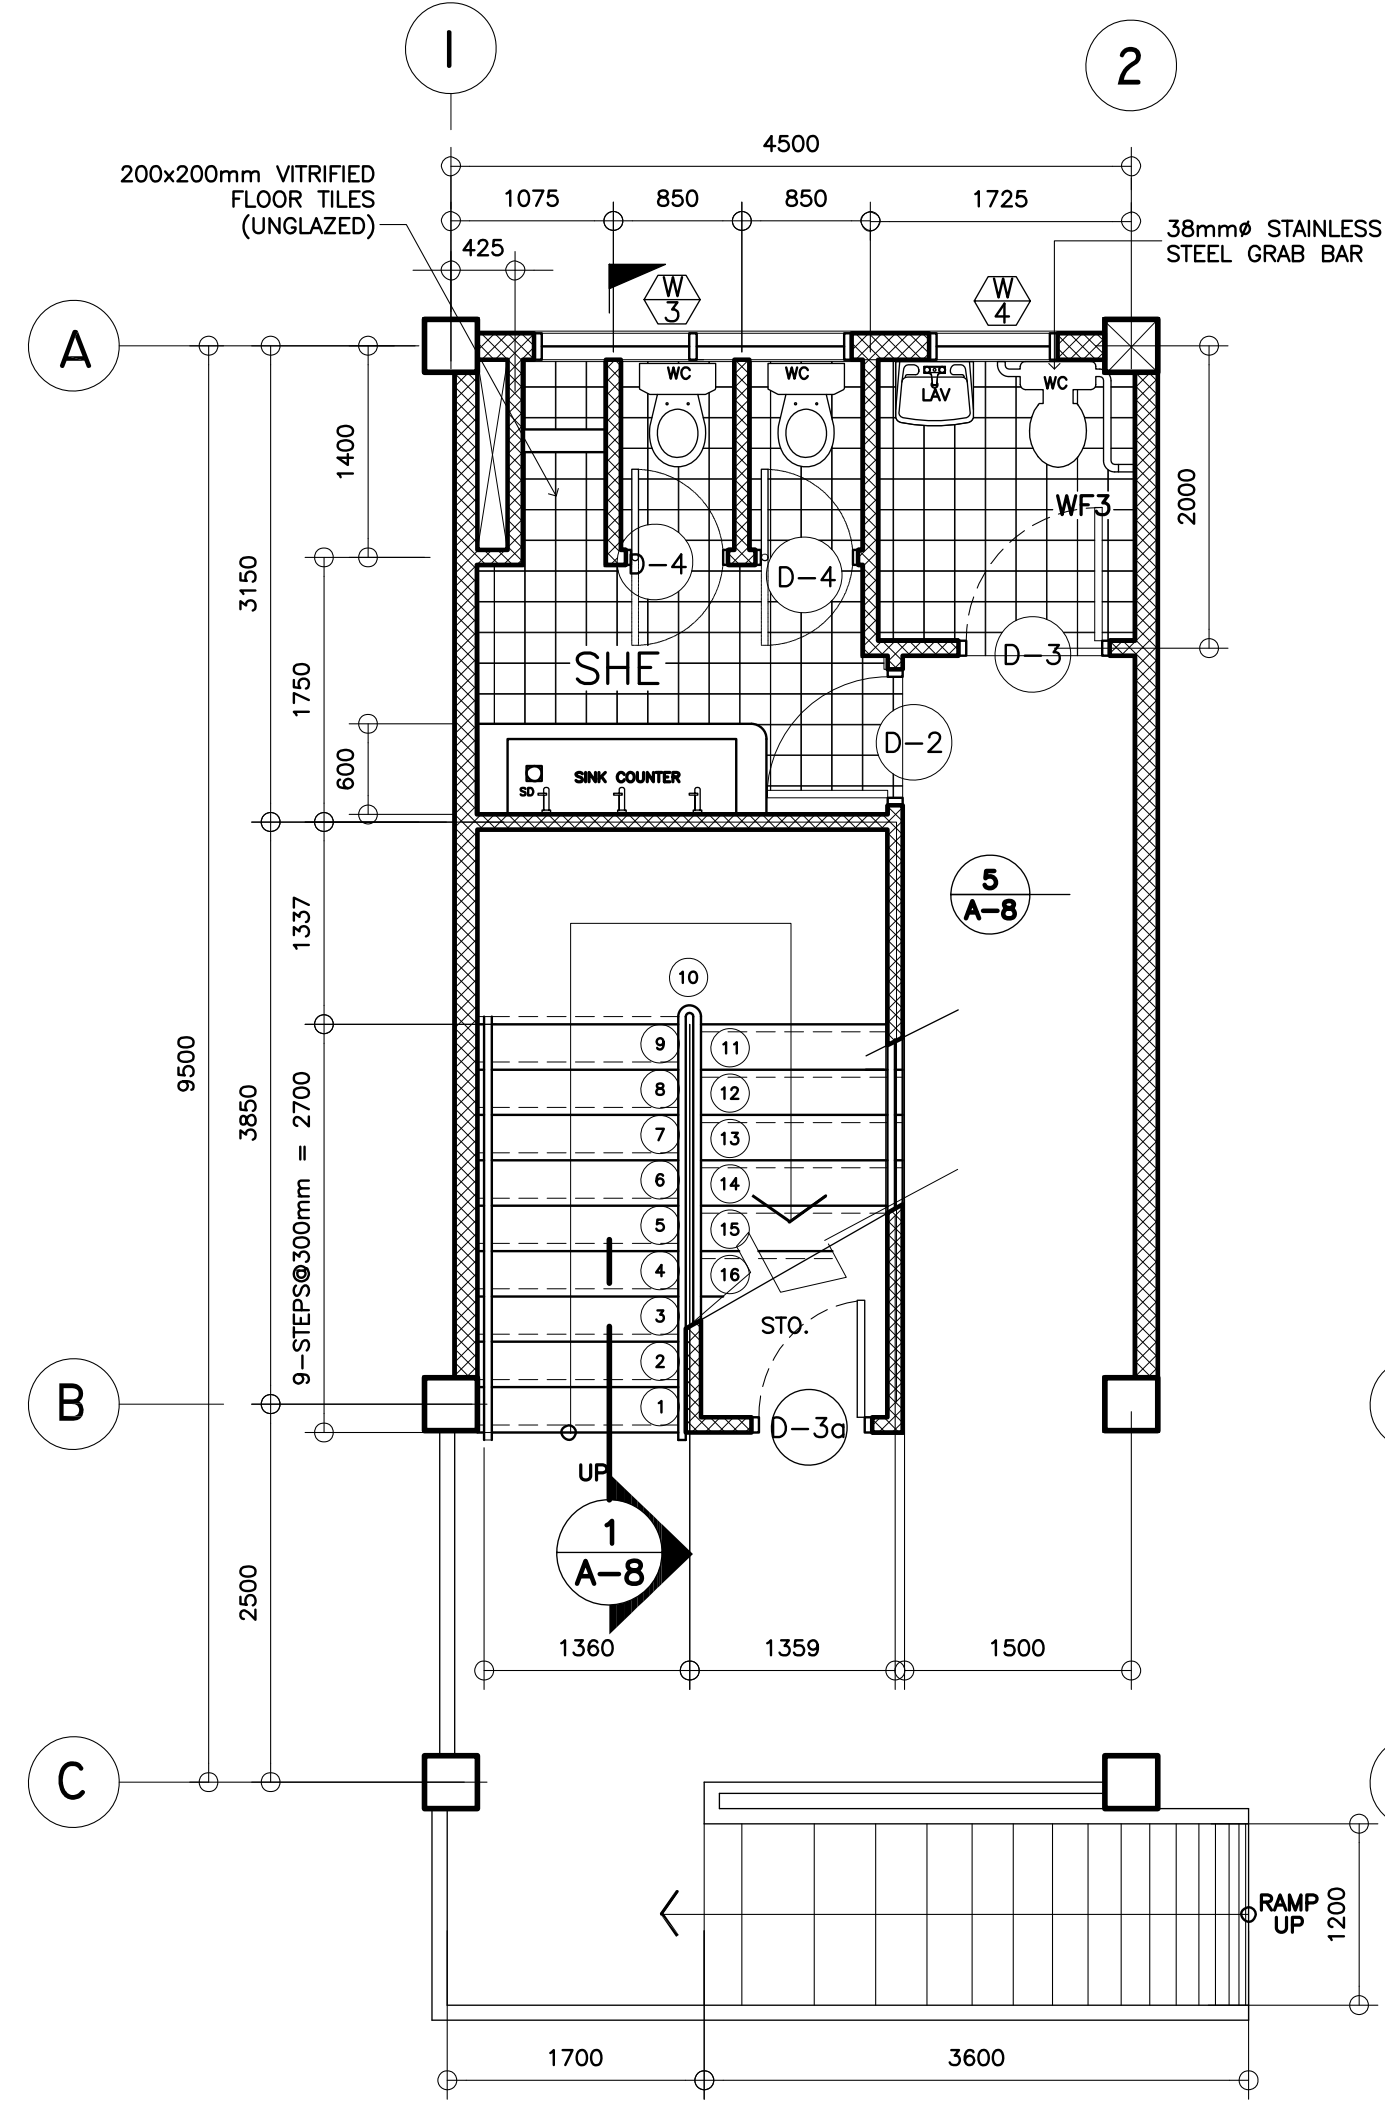 1
2
4500
200x200mm VITRIFIED
FLOOR TILES
(UNGLAZED)
1075
850
850
1725
38mmø STAINLESS
STEEL GRAB BAR
425
W
3
W
4
A
WC
WC
LAV
WC
1400
2000
WF3
3150
D-4
D-4
SHE
D-3
1750
D-2
600
SINK COUNTER
SD
5
A-8
1337
10
9
11
8
12
7
13
6
14
5
15
4
16
3
2
1
9500
3850
9-STEPS@300mm = 2700
STO.
B
D-3a
UP
1
A-8
2500
1360
1359
1500
C
RAMP
UP
1200
1700
3600